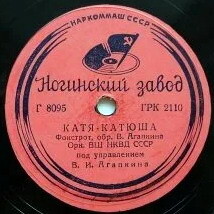 НАРКОММАШ СССР
Ногинский завод
Г 8095 ГРК 2110
КАТЯ-КАТЮША
Фокстрот, обр. В. Агапкина
Орк. ВШ НКВД СССР
под управлением
В. И. Агапкина